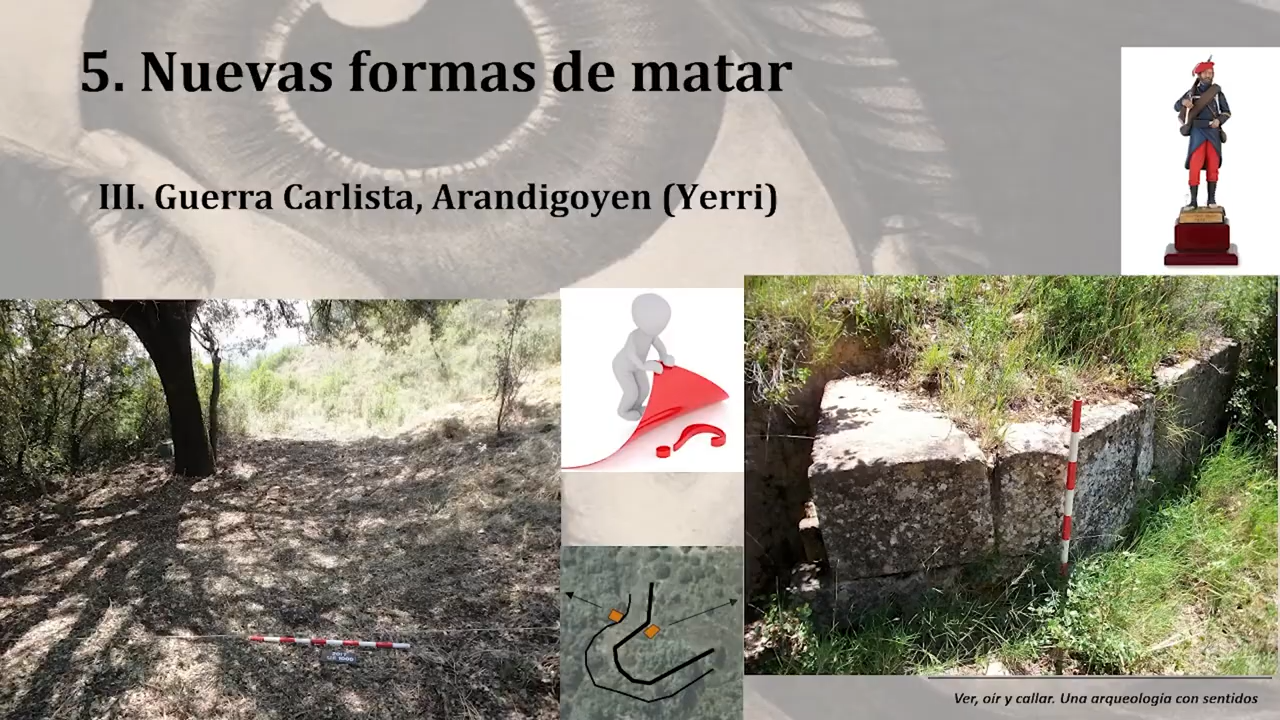 5. Nuevas formas de matar
III. Guerra Carlista, Arandigoyen (Yerri)
Ver, oír y callar. Una arqueología con sentidos